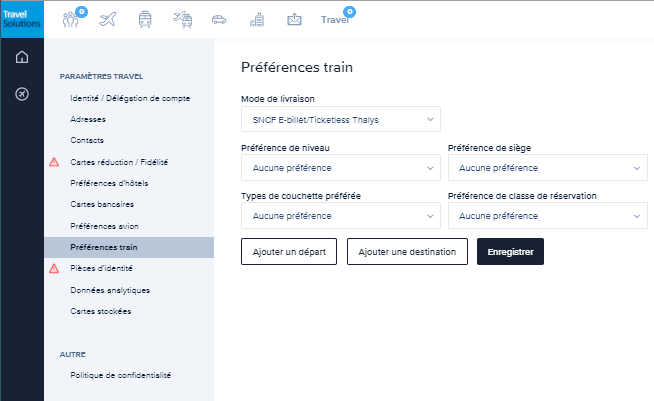 Travel
Solutions
0
0
Travel
PARAMÈTRES TRAVEL
Identité / Délégation de compte
Adresses
Contacts
Cartes réduction / Fidélité
Préférences d'hôtels
Cartes bancaires
Préférences avion
Préférences train
Pièces d'identité
Données analytiques
Cartes stockées
AUTRE
Politique de confidentialité
Préférences train
Mode de livraison
SNCF E-billet/Ticketless Thalys
Préférence de niveau
Préférence de siège
Aucune préférence
Aucune préférence
Types de couchette préférée
Préférence de classe de réservation
Aucune préférence
Aucune préférence
Ajouter un départ
Ajouter une destination
Enregistrer